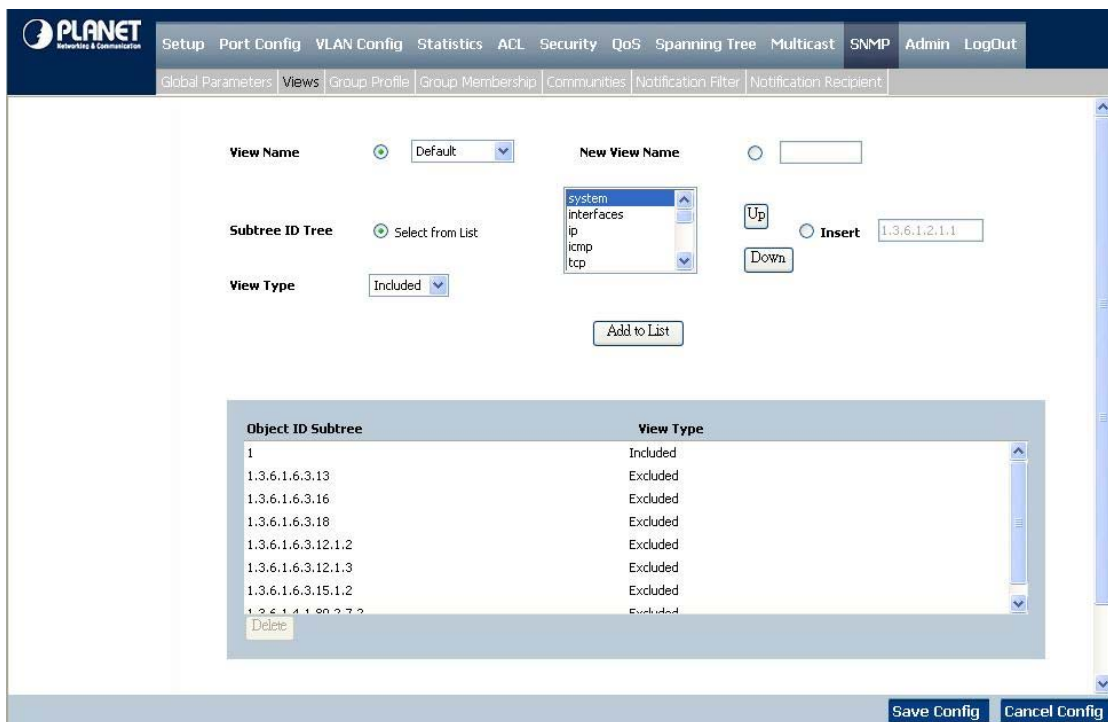 PLANET
Networking & Communication
Setup Port Config VLAN Config Statistics ACL Security QoS Spanning Tree Multicast SNMP Admin LogOut
Global Parameters Views Group Profile Group Membership Communities Notification Filter Notification Recipient
View Name Default New View Name
system
interfaces
ip
icmp
tcp
Subtree ID Tree Select from List Up Down Insert 1.3.6.1.2.1.1
View Type Included
Add to List
Object ID Subtree View Type
1 Included
1.3.6.1.6.3.13 Excluded
1.3.6.1.6.3.16 Excluded
1.3.6.1.6.3.18 Excluded
1.3.6.1.6.3.12.1.2 Excluded
1.3.6.1.6.3.12.1.3 Excluded
1.3.6.1.6.3.15.1.2 Excluded
Excluded
Delete
Save Config Cancel Config